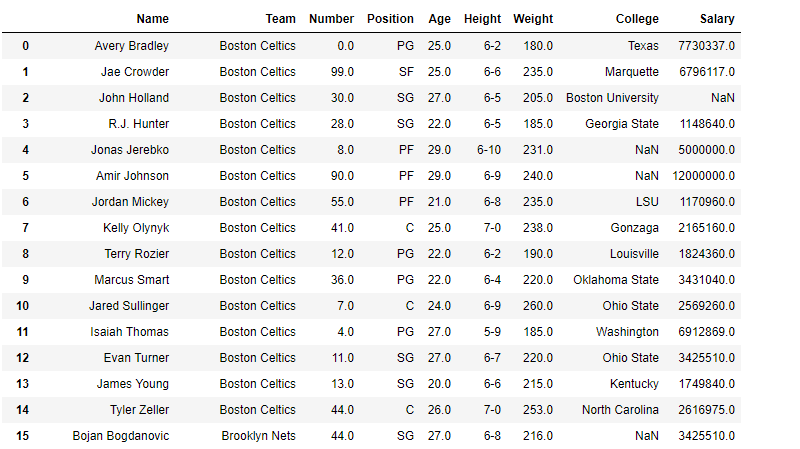 Name Team Number Position Age Height Weight College Salary
0 Avery Bradley Boston Celtics 0.0 PG 25.0 6-2 180.0 Texas 7730337.0
1 Jae Crowder Boston Celtics 99.0 SF 25.0 6-6 235.0 Marquette 6796117.0
2 John Holland Boston Celtics 30.0 SG 27.0 6-5 205.0 Boston University NaN
3 R.J. Hunter Boston Celtics 28.0 SG 22.0 6-5 185.0 Georgia State 1148640.0
4 Jonas Jerebko Boston Celtics 8.0 PF 29.0 6-10 231.0 NaN 5000000.0
5 Amir Johnson Boston Celtics 90.0 PF 29.0 6-9 240.0 NaN 12000000.0
6 Jordan Mickey Boston Celtics 55.0 PF 21.0 6-8 235.0 LSU 1170960.0
7 Kelly Olynyk Boston Celtics 41.0 C 25.0 7-0 238.0 Gonzaga 2165160.0
8 Terry Rozier Boston Celtics 12.0 PG 22.0 6-2 190.0 Louisville 1824360.0
9 Marcus Smart Boston Celtics 36.0 PG 22.0 6-4 220.0 Oklahoma State 3431040.0
10 Jared Sullinger Boston Celtics 7.0 C 24.0 6-9 260.0 Ohio State 2569260.0
11 Isaiah Thomas Boston Celtics 4.0 PG 27.0 5-9 185.0 Washington 6912869.0
12 Evan Turner Boston Celtics 11.0 SG 27.0 6-7 220.0 Ohio State 3425510.0
13 James Young Boston Celtics 13.0 SG 20.0 6-6 215.0 Kentucky 1749840.0
14 Tyler Zeller Boston Celtics 44.0 C 26.0 7-0 253.0 North Carolina 2616975.0
15 Bojan Bogdanovic Brooklyn Nets 44.0 SG 27.0 6-8 216.0 NaN 3425510.0